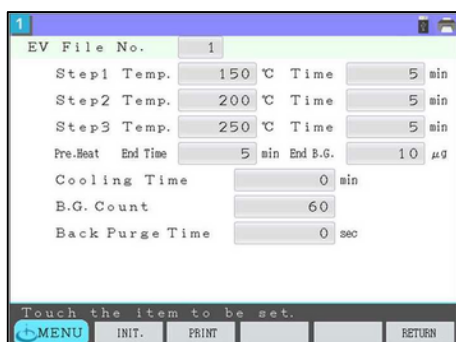 1
EV File No. 1
Step1 Temp. 150 ℃ Time 5 min
Step2 Temp. 200 ℃ Time 5 min
Step3 Temp. 250 ℃ Time 5 min
Pre.Heat End Time 5 min End B.G. 10 μg
Cooling Time 0 min
B.G. Count 60
Back Purge Time 0 sec
Touch the item to be set.
MENU INIT. PRINT RETURN